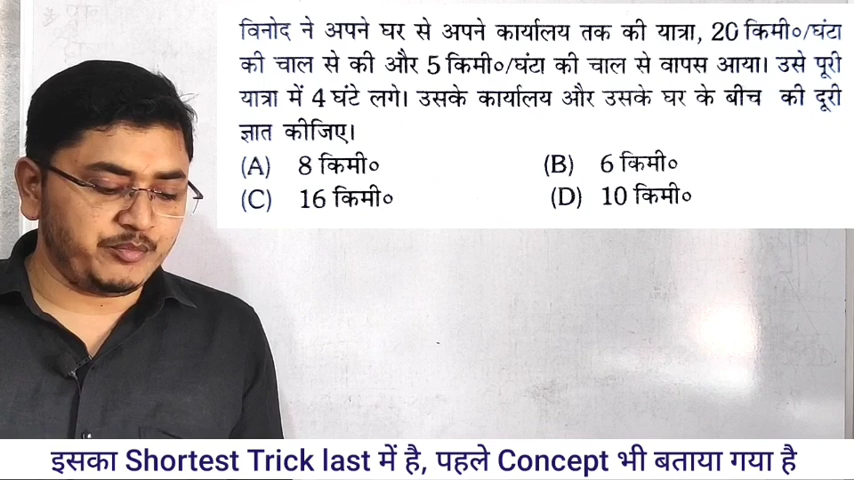 विनोद ने अपने घर से अपने कार्यालय तक की यात्रा, 20 किमी०/घंटा
की चाल से की और 5 किमी०/घंटा की चाल से वापस आया। उसे पूरी
यात्रा में 4 घंटे लगे। उसके कार्यालय और उसके घर के बीच की दूरी
ज्ञात कीजिए।
(A) 8 किमी० (B) 6 किमी०
(C) 16 किमी० (D) 10 किमी०
इसका Shortest Trick last में है, पहले Concept भी बताया गया है